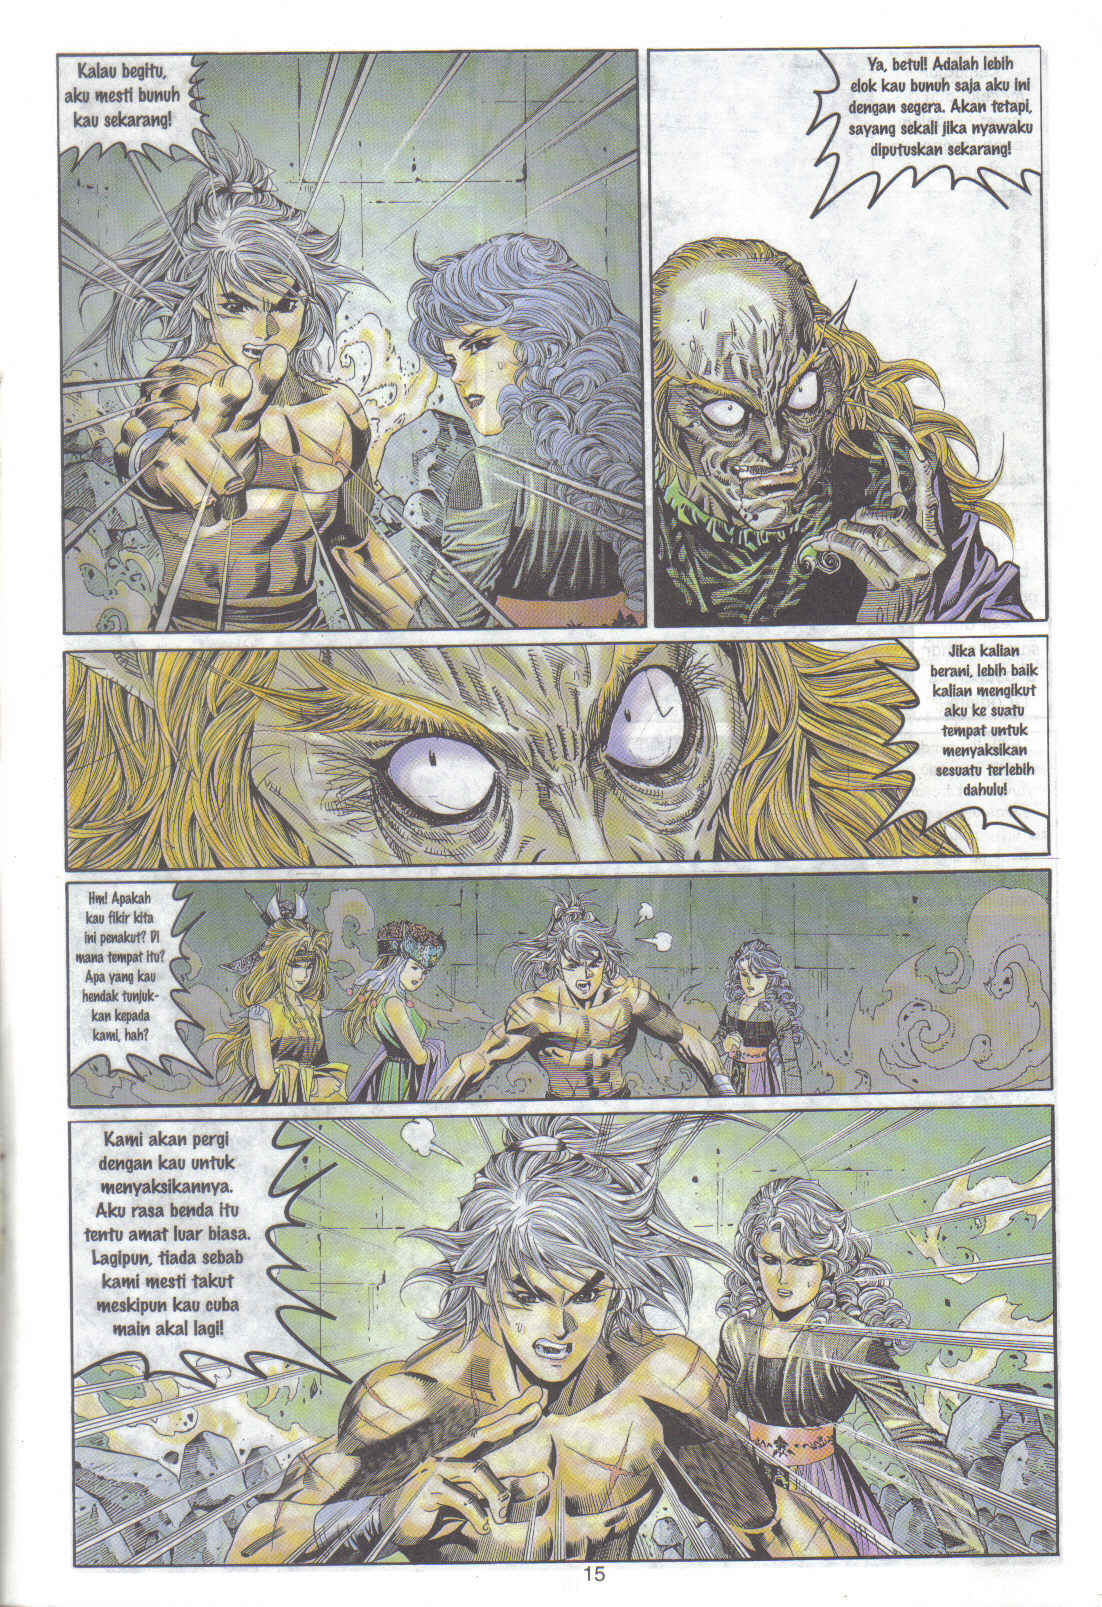 Kalau begitu,
aku mesti bunuh
kau sekarang!
Ya, betul! Adalah lebih
elok kau bunuh saja aku ini
dengan segera. Akan tetapi,
sayang sekali jika nyawaku
diputuskan sekarang!
Jika kalian
berani, lebih baik
kalian mengikut
aku ke suatu
tempat untuk
menyaksikan
sesuatu terlebih
dahulu!
Hm! Apakah
kau fikir kita
ini penakut? Di
mana tempat itu?
Apa yang kau
hendak tunjuk-
kan kepada
kami, hah?
Kami akan pergi
dengan kau untuk
menyaksikannya.
Aku rasa benda itu
tentu amat luar biasa.
Lagipun, tiada sebab
kami mesti takut
meskipun kau cuba
main akal lagi!
15